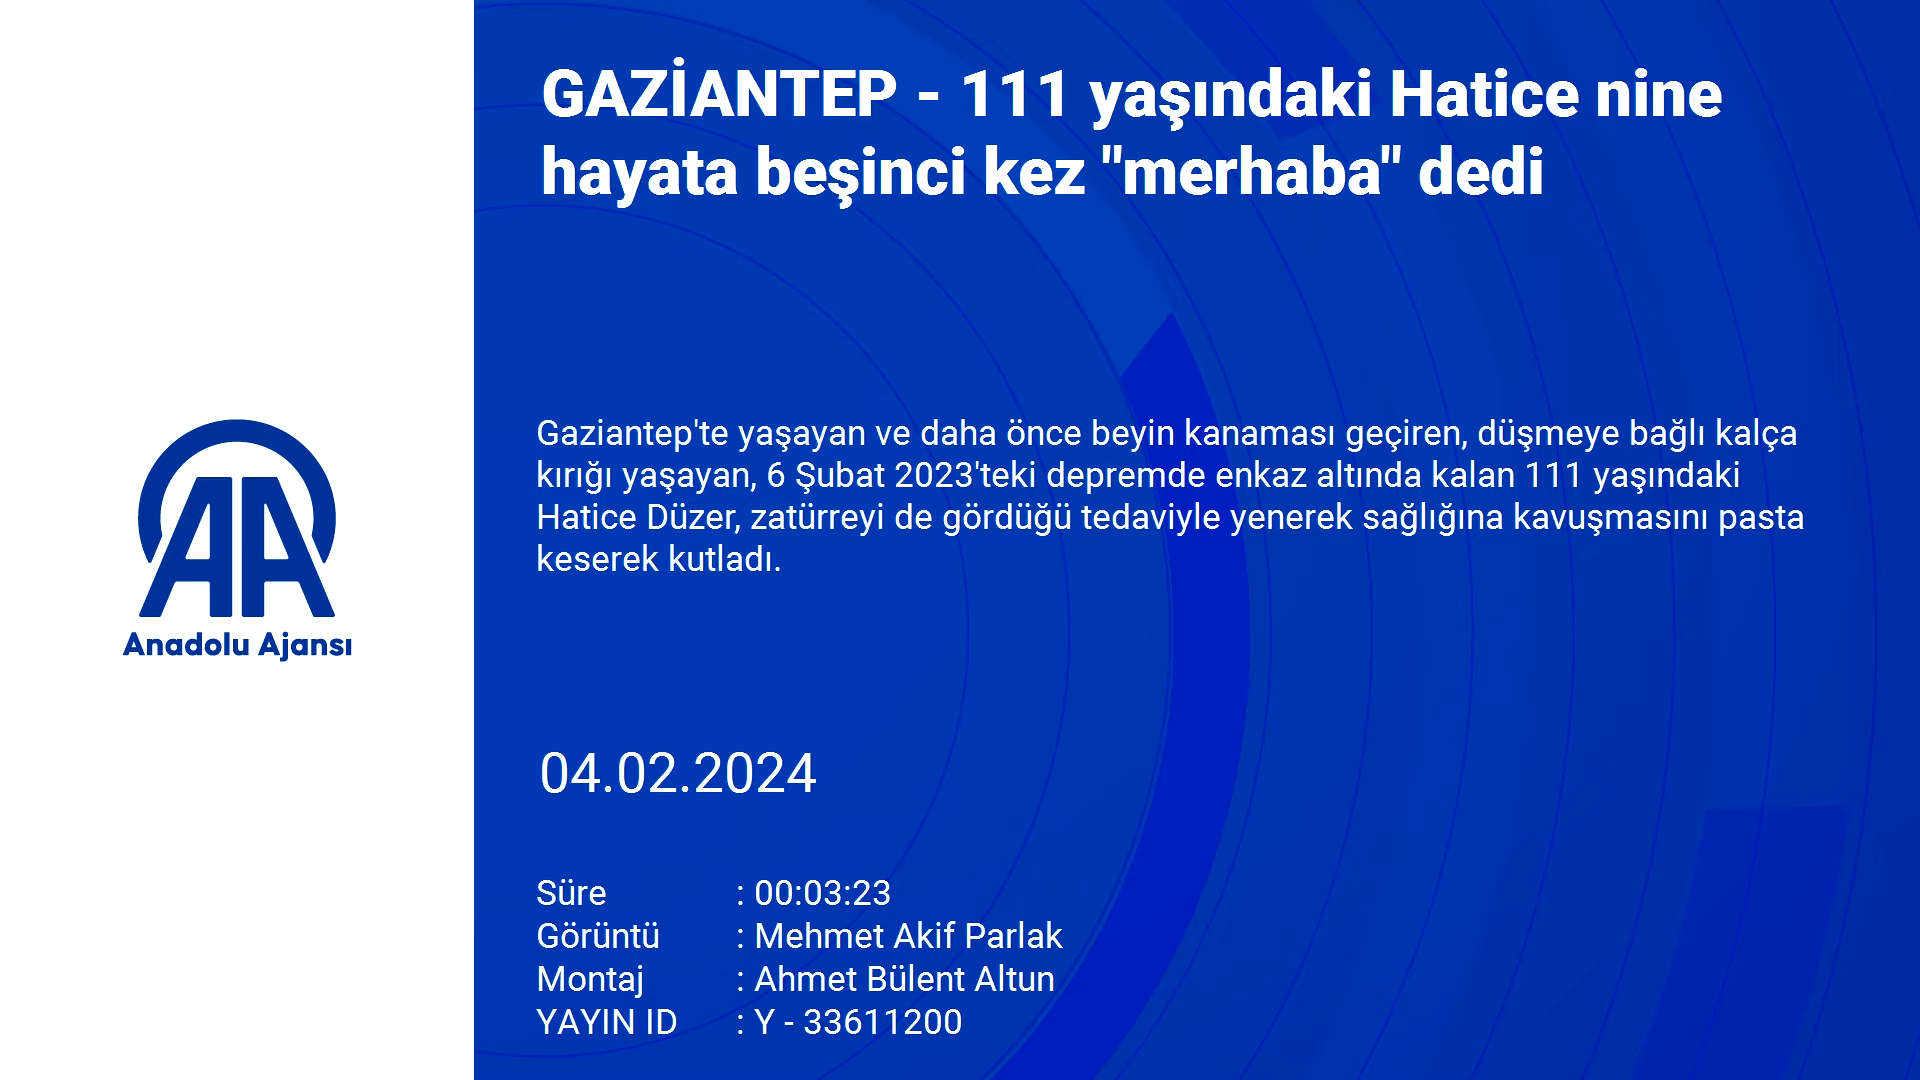 GAZİANTEP - 111 yaşındaki Hatice nine
hayata beşinci kez "merhaba" dedi
Gaziantep'te yaşayan ve daha önce beyin kanaması geçiren, düşmeye bağlı kalça
kırığı yaşayan, 6 Şubat 2023'teki depremde enkaz altında kalan 111 yaşındaki
Hatice Düzer, zatürreyi de gördüğü tedaviyle yenerek sağlığına kavuşmasını pasta
keserek kutladı.
AA
Anadolu Ajansı
04.02.2024
Süre : 00:03:23
Görüntü : Mehmet Akif Parlak
Montaj : Ahmet Bülent Altun
YAYIN ID : Y - 33611200